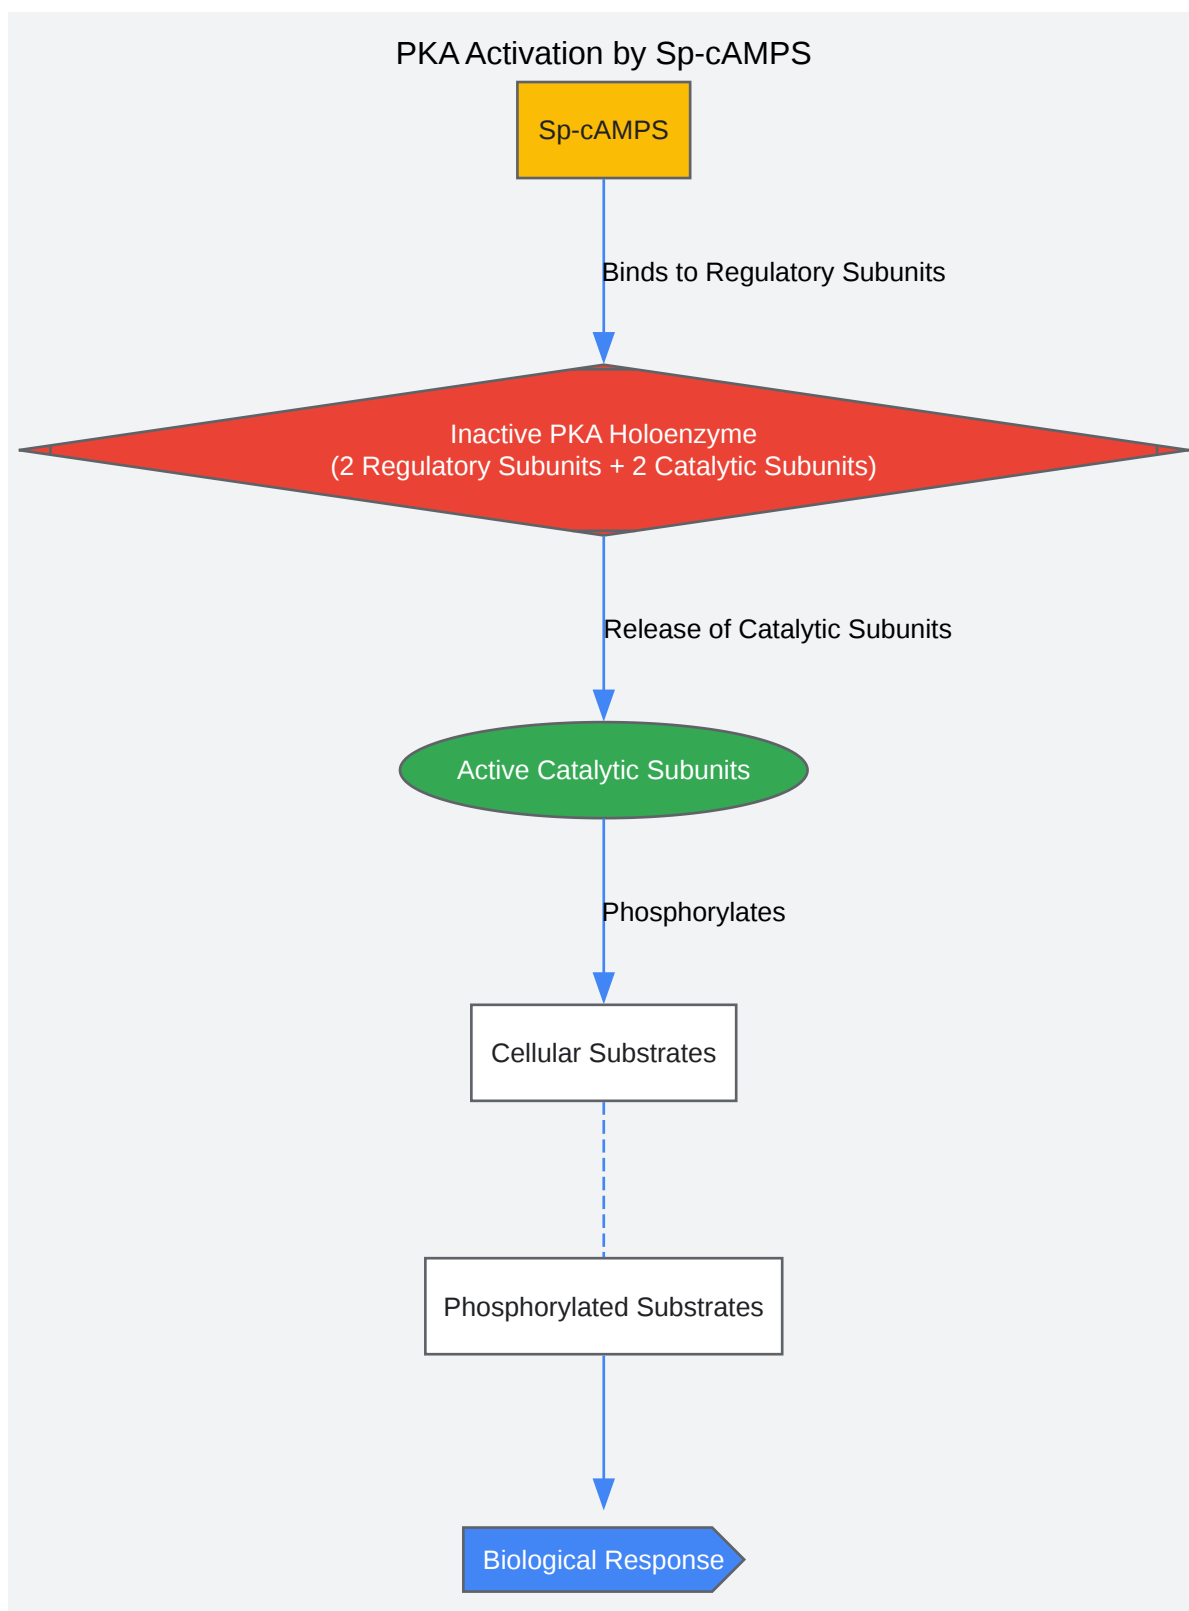 PKA Activation by Sp-cAMPS
Sp-cAMPS
Binds to Regulatory Subunits
Inactive PKA Holoenzyme
(2 Regulatory Subunits + 2 Catalytic Subunits)
Release of Catalytic Subunits
Active Catalytic Subunits
Phosphorylates
Cellular Substrates
Phosphorylated Substrates
Biological Response